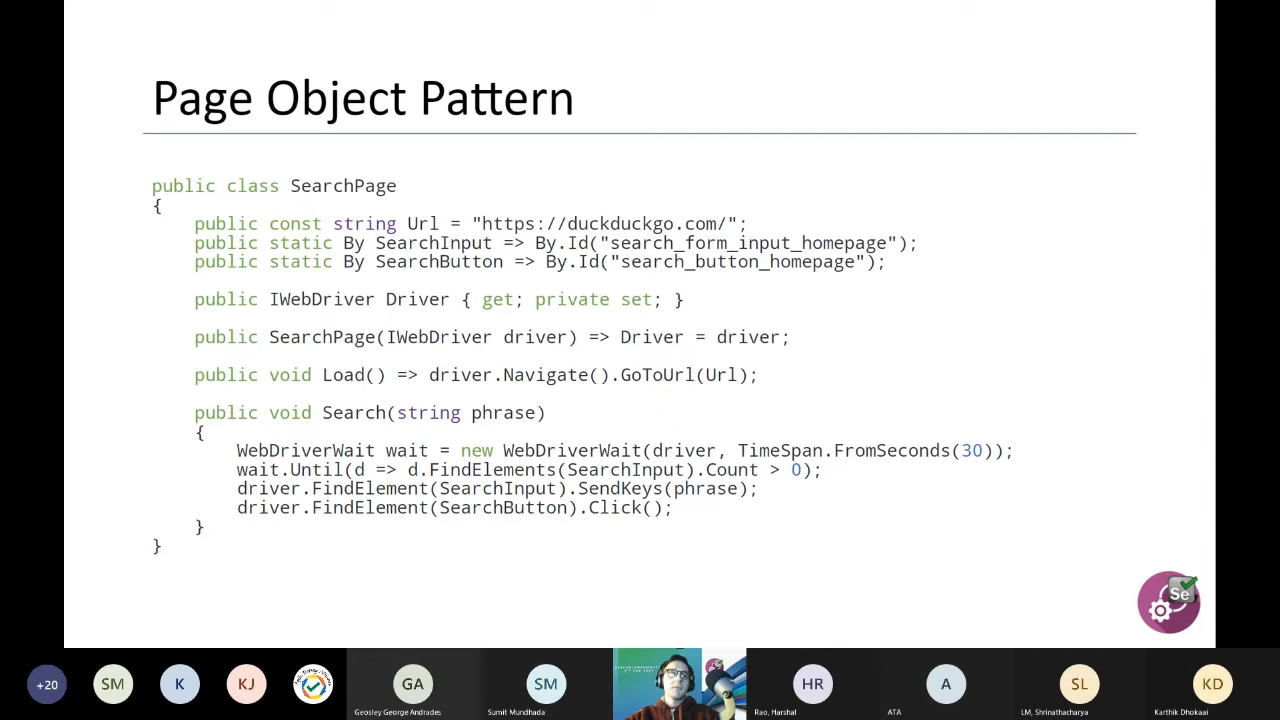 Page Object Pattern
public class SearchPage
{
public const string Url = "https://duckduckgo.com/";
public static By SearchInput => By.Id("search_form_input_homepage");
public static By SearchButton => By.Id("search_button_homepage");
public IWebDriver Driver { get; private set; }
public SearchPage(IWebDriver driver) => Driver = driver;
public void Load() => driver.Navigate().GoToUrl(Url);
public void Search(string phrase)
{
WebDriverWait wait = new WebDriverWait(driver, TimeSpan.FromSeconds(30));
wait.Until(d => d.FindElements(SearchInput).Count > 0);
driver.FindElement(SearchInput).SendKeys(phrase);
driver.FindElement(SearchButton).Click();
}
}
Se
+20 SM K KJ GA SM HR A SL KD
Geosley George Andrades Sumit Mundhada Rao, Harshal ATA LM, Shrinathacharya Karthik Dhokaai